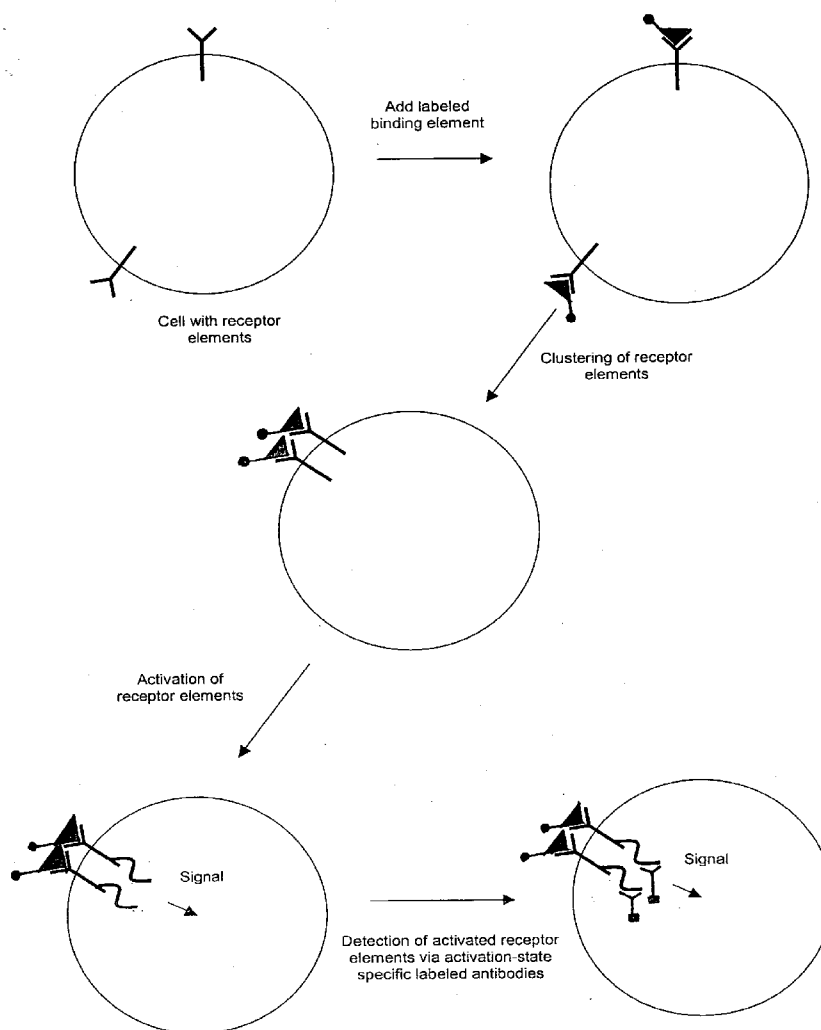 Add labeled
binding element
Cell with receptor
elements
Clustering of receptor
elements
Activation of
receptor elements
Signal
Signal
Detection of activated receptor
elements via activation-state
specific labeled antibodies